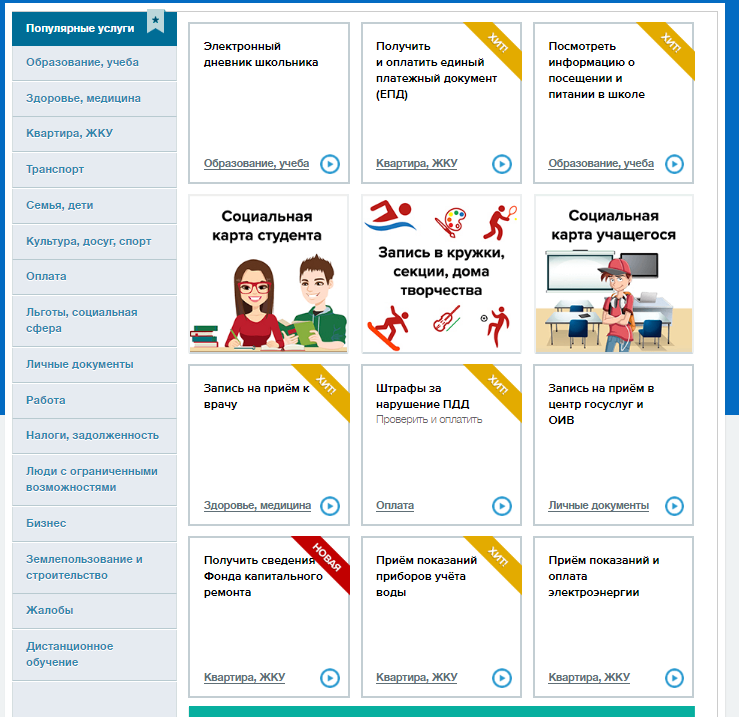 Популярные услуги
Образование, учеба
Здоровье, медицина
Квартира, ЖКУ
Транспорт
Семья, дети
Культура, досуг, спорт
Оплата
Льготы, социальная
сфера
Личные документы
Работа
Налоги, задолженность
Люди с ограниченными
возможностями
Бизнес
Землепользование и
строительство
Жалобы
Дистанционное
обучение
Электронный
дневник школьника
Образование, учеба
ХИТ!
Получить
и оплатить единый
платежный документ
(ЕПД)
Квартира, ЖКУ
ХИТ!
Посмотреть
информацию о
посещении и
питании в школе
Образование, учеба
Социальная
карта студента
Запись в кружки,
секции, дома
творчества
Социальная
карта учащегося
ХИТ!
Запись на приём к
врачу
Здоровье, медицина
ХИТ!
Штрафы за
нарушение ПДД
Проверить и оплатить
Оплата
Запись на приём в
центр госуслуг и
ОИВ
Личные документы
НОВАЯ
Получить сведения
Фонда капитального
ремонта
Квартира, ЖКУ
ХИТ!
Приём показаний
приборов учёта
воды
Квартира, ЖКУ
Приём показаний и
оплата
электроэнергии
Квартира, ЖКУ